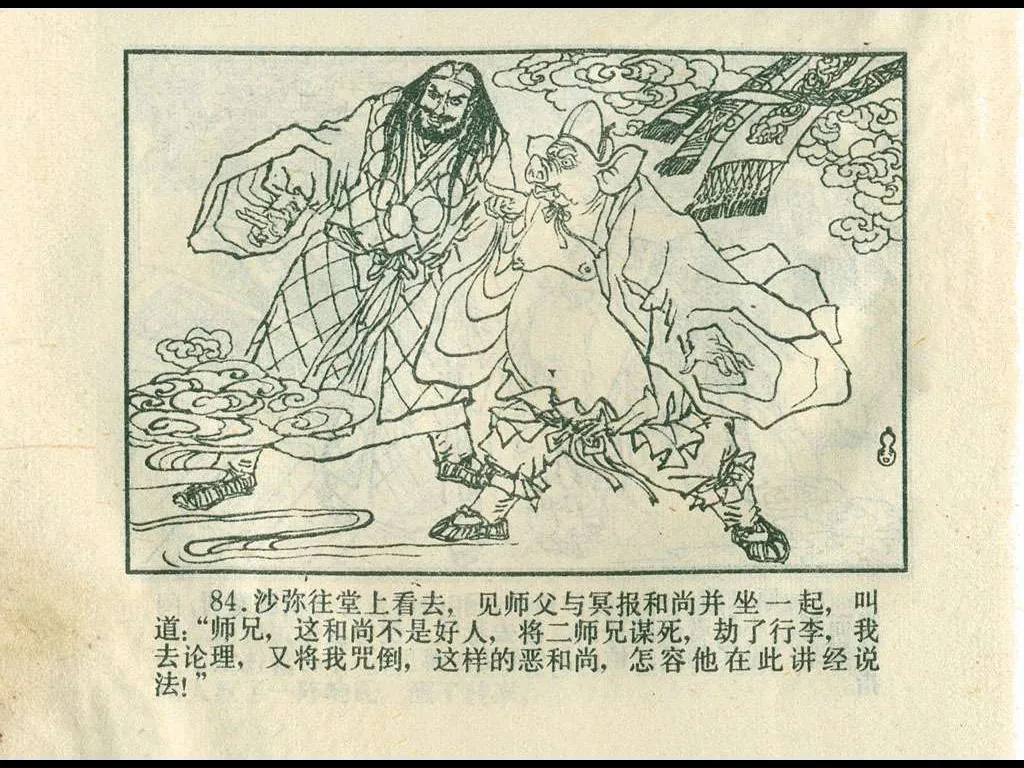 84.沙弥往堂上看去，见师父与冥报和尚并坐一起，叫
道：“师兄，这和尚不是好人，将二师兄谋死，劫了行李，我
去论理，又将我咒倒，这样的恶和尚，怎容他在此讲经说
法！”